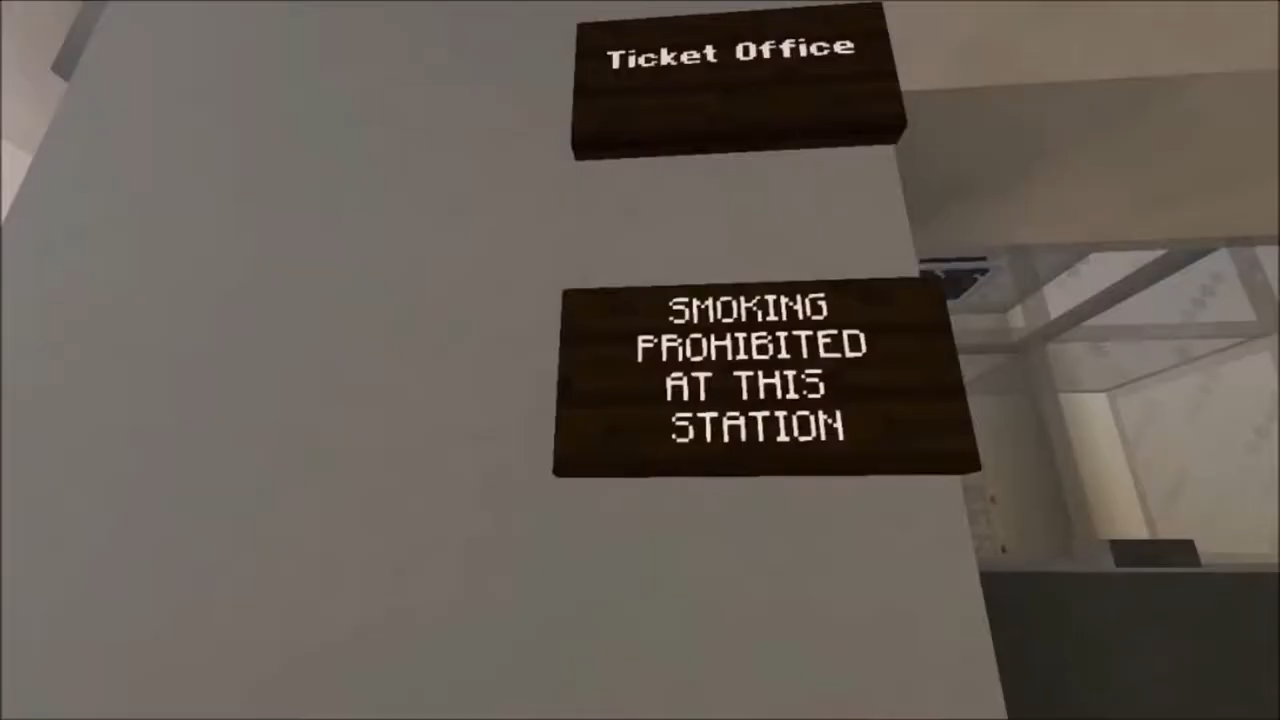 Ticket Office
SMOKING
PROHIBITED
AT THIS
STATION